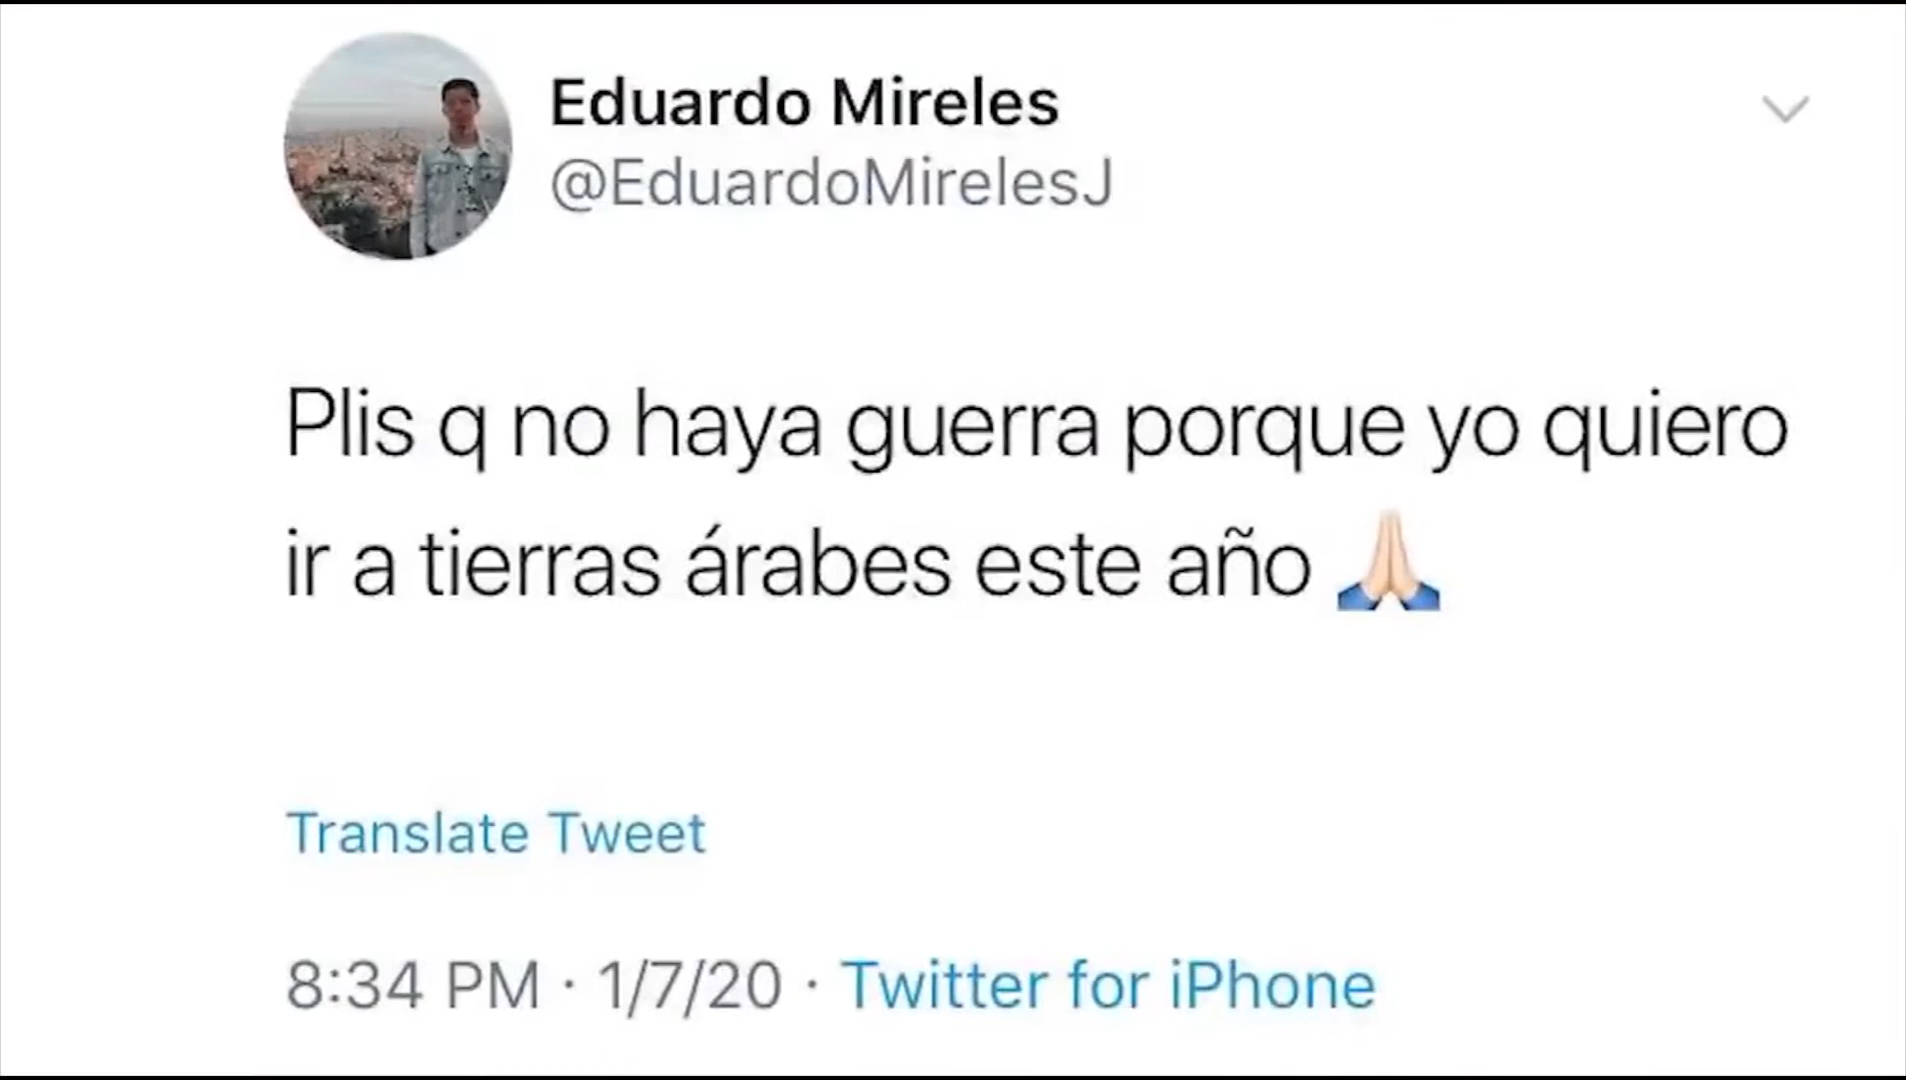 Eduardo Mireles
@EduardoMirelesJ
Plis q no haya guerra porque yo quiero
ir a tierras árabes este año 🙏🏻
Translate Tweet
8:34 PM · 1/7/20 · Twitter for iPhone